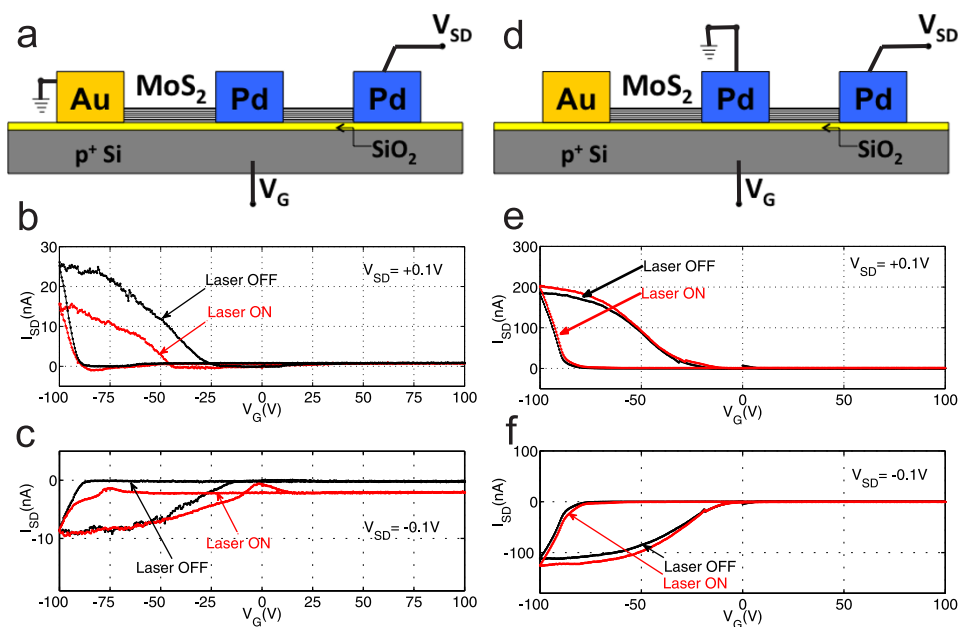 a
V_SD
Au
MoS₂
Pd
Pd
p⁺ Si
SiO₂
V_G
d
V_SD
Au
MoS₂
Pd
Pd
p⁺ Si
SiO₂
V_G
b
30
20
10
0
-10
I_SD(nA)
Laser OFF
Laser ON
V_SD= +0.1V
-100 -75 -50 -25 0 25 50 75 100
V_G(V)
e
300
200
100
0
-100
I_SD(nA)
Laser OFF
Laser ON
V_SD= +0.1V
-100 -50 0 50 100
V_G(V)
c
0
-10
I_SD(nA)
Laser ON
Laser OFF
V_SD= -0.1V
-100 -75 -50 -25 0 25 50 75 100
V_G(V)
f
100
0
-100
I_SD(nA)
Laser OFF
Laser ON
V_SD= -0.1V
-100 -50 0 50 100
V_G(V)